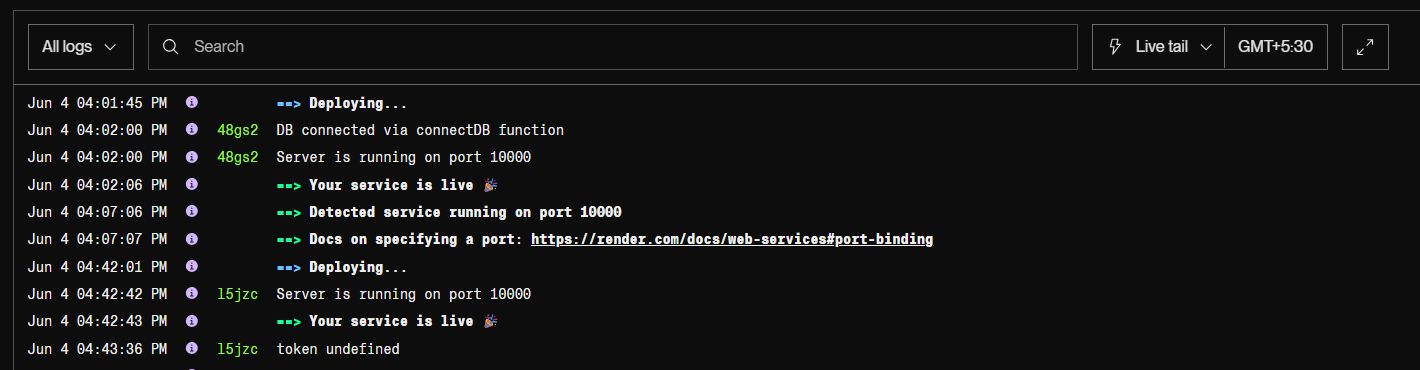 All logs Search Live tail GMT+5:30
Jun 4 04:01:45 PM ==> Deploying...
Jun 4 04:02:00 PM 48gs2 DB connected via connectDB function
Jun 4 04:02:00 PM 48gs2 Server is running on port 10000
Jun 4 04:02:06 PM ==> Your service is live 🎉
Jun 4 04:07:06 PM ==> Detected service running on port 10000
Jun 4 04:07:07 PM ==> Docs on specifying a port: https://render.com/docs/web-services#port-binding
Jun 4 04:42:01 PM ==> Deploying...
Jun 4 04:42:42 PM l5jzc Server is running on port 10000
Jun 4 04:42:43 PM ==> Your service is live 🎉
Jun 4 04:43:36 PM l5jzc token undefined